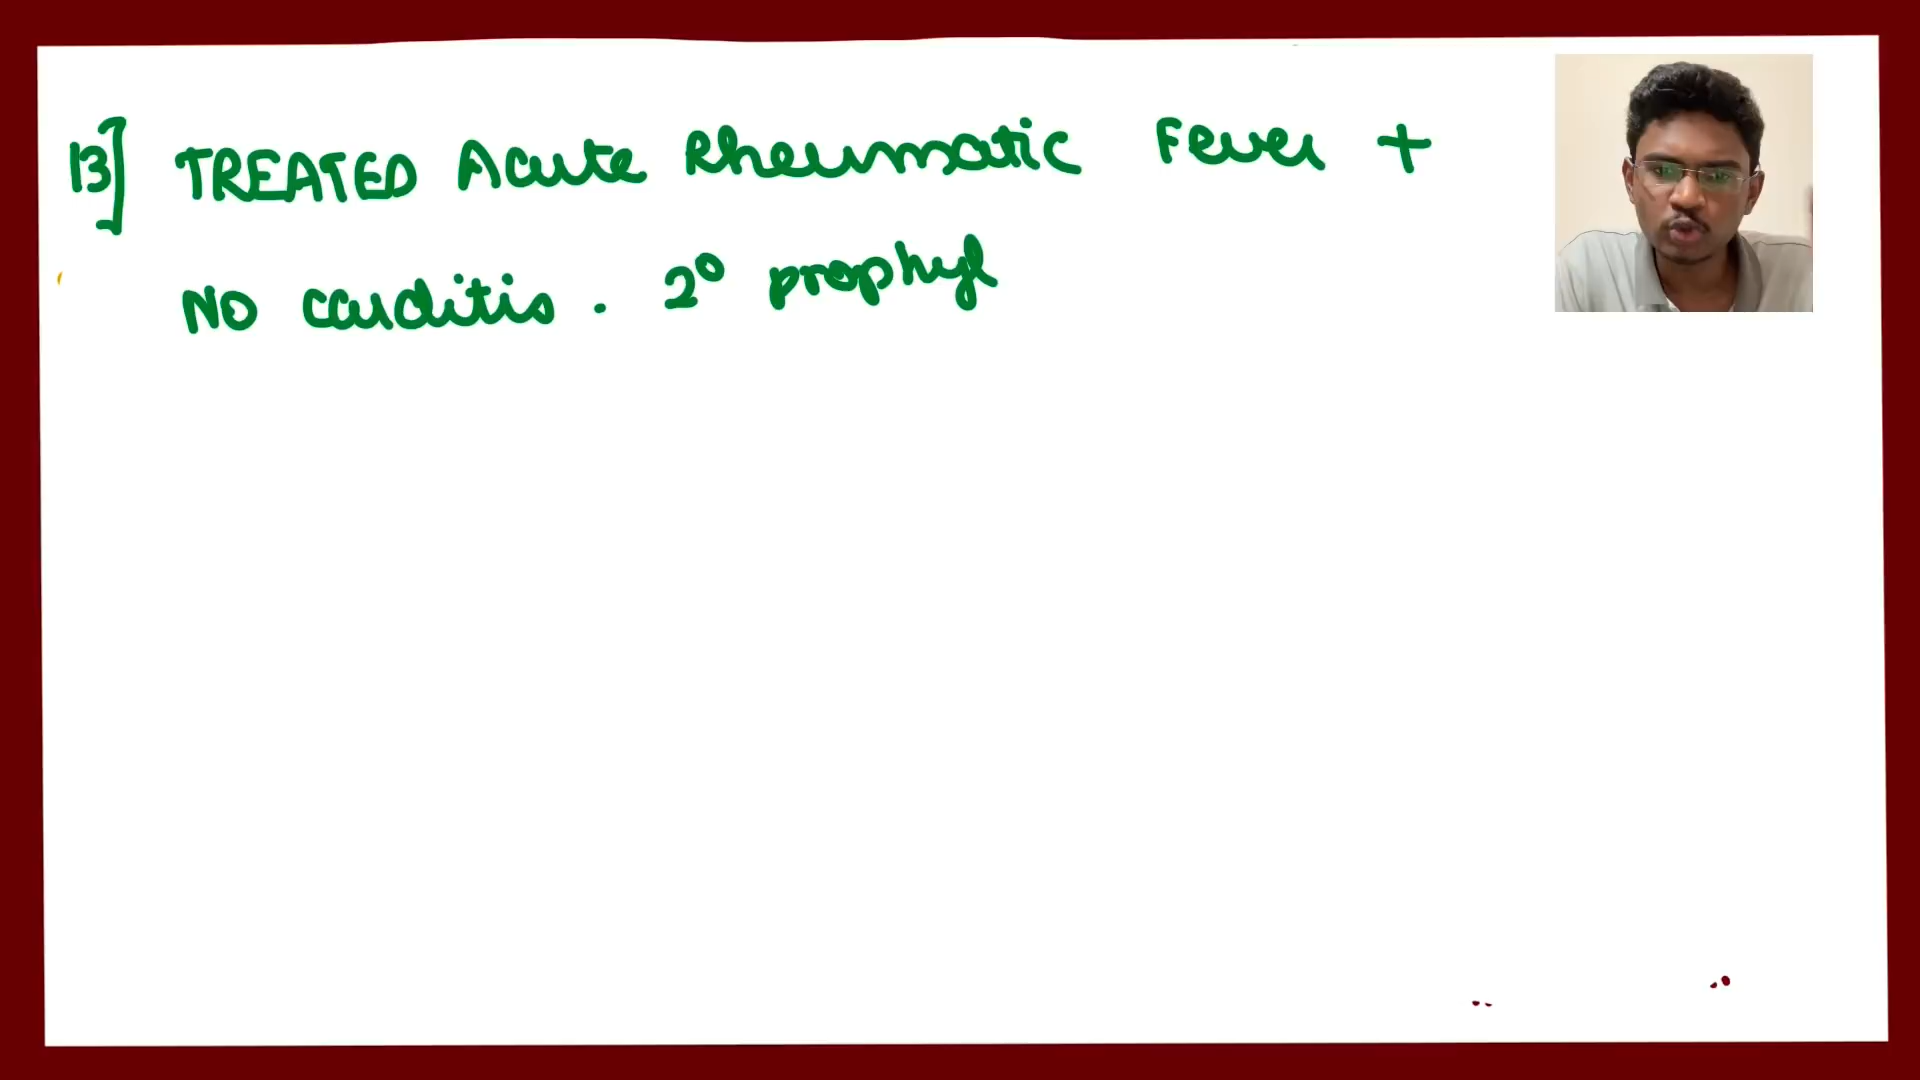 13] TREATED Acute Rheumatic Fever +
NO carditis . 2° prophyl